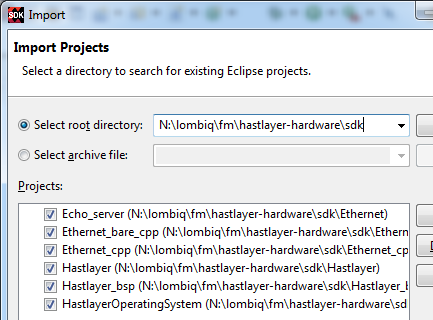 SDK Import
Import Projects
Select a directory to search for existing Eclipse projects.
Select root directory: N:\lombiq\fm\hastlayer-hardware\sdk
Select archive file:
Projects:
Echo_server (N:\lombiq\fm\hastlayer-hardware\sdk\Ethernet)
Ethernet_bare_cpp (N:\lombiq\fm\hastlayer-hardware\sdk\Ethern
Ethernet_cpp (N:\lombiq\fm\hastlayer-hardware\sdk\Ethernet_cp
Hastlayer (N:\lombiq\fm\hastlayer-hardware\sdk\Hastlayer)
Hastlayer_bsp (N:\lombiq\fm\hastlayer-hardware\sdk\Hastlayer_b
HastlayerOperatingSystem (N:\lombiq\fm\hastlayer-hardware\sd